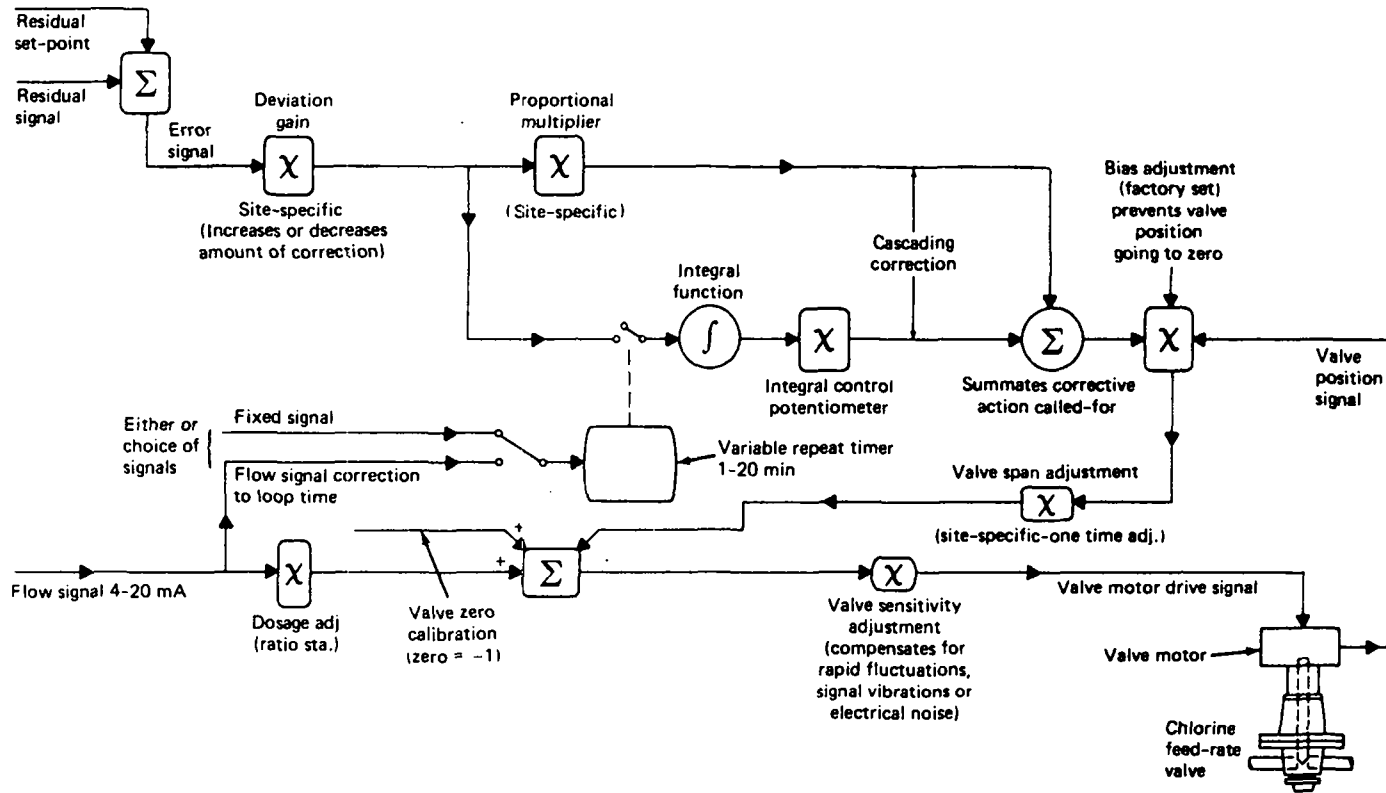 Residual
set-point
Σ
Residual
signal
Error
signal
Deviation
gain
X
Site-specific
(Increases or decreases
amount of correction)
Proportional
multiplier
X
(Site-specific)
Cascading
correction
Bias adjustment
(factory set)
prevents valve
position
going to zero
Integral
function
∫
X
Integral control
potentiometer
Σ
Summates corrective
action called-for
X
Valve
position
signal
Either or
choice of
signals
Fixed signal
Flow signal correction
to loop time
Variable repeat timer
1-20 min
Valve span adjustment
X
(site-specific-one time adj.)
+
+
Σ
Flow signal 4-20 mA
X
Dosage adj
(ratio sta.)
Valve zero
calibration
(zero = -1)
X
Valve sensitivity
adjustment
(compensates for
rapid fluctuations,
signal vibrations or
electrical noise)
Valve motor drive signal
Valve motor
Chlorine
feed-rate
valve